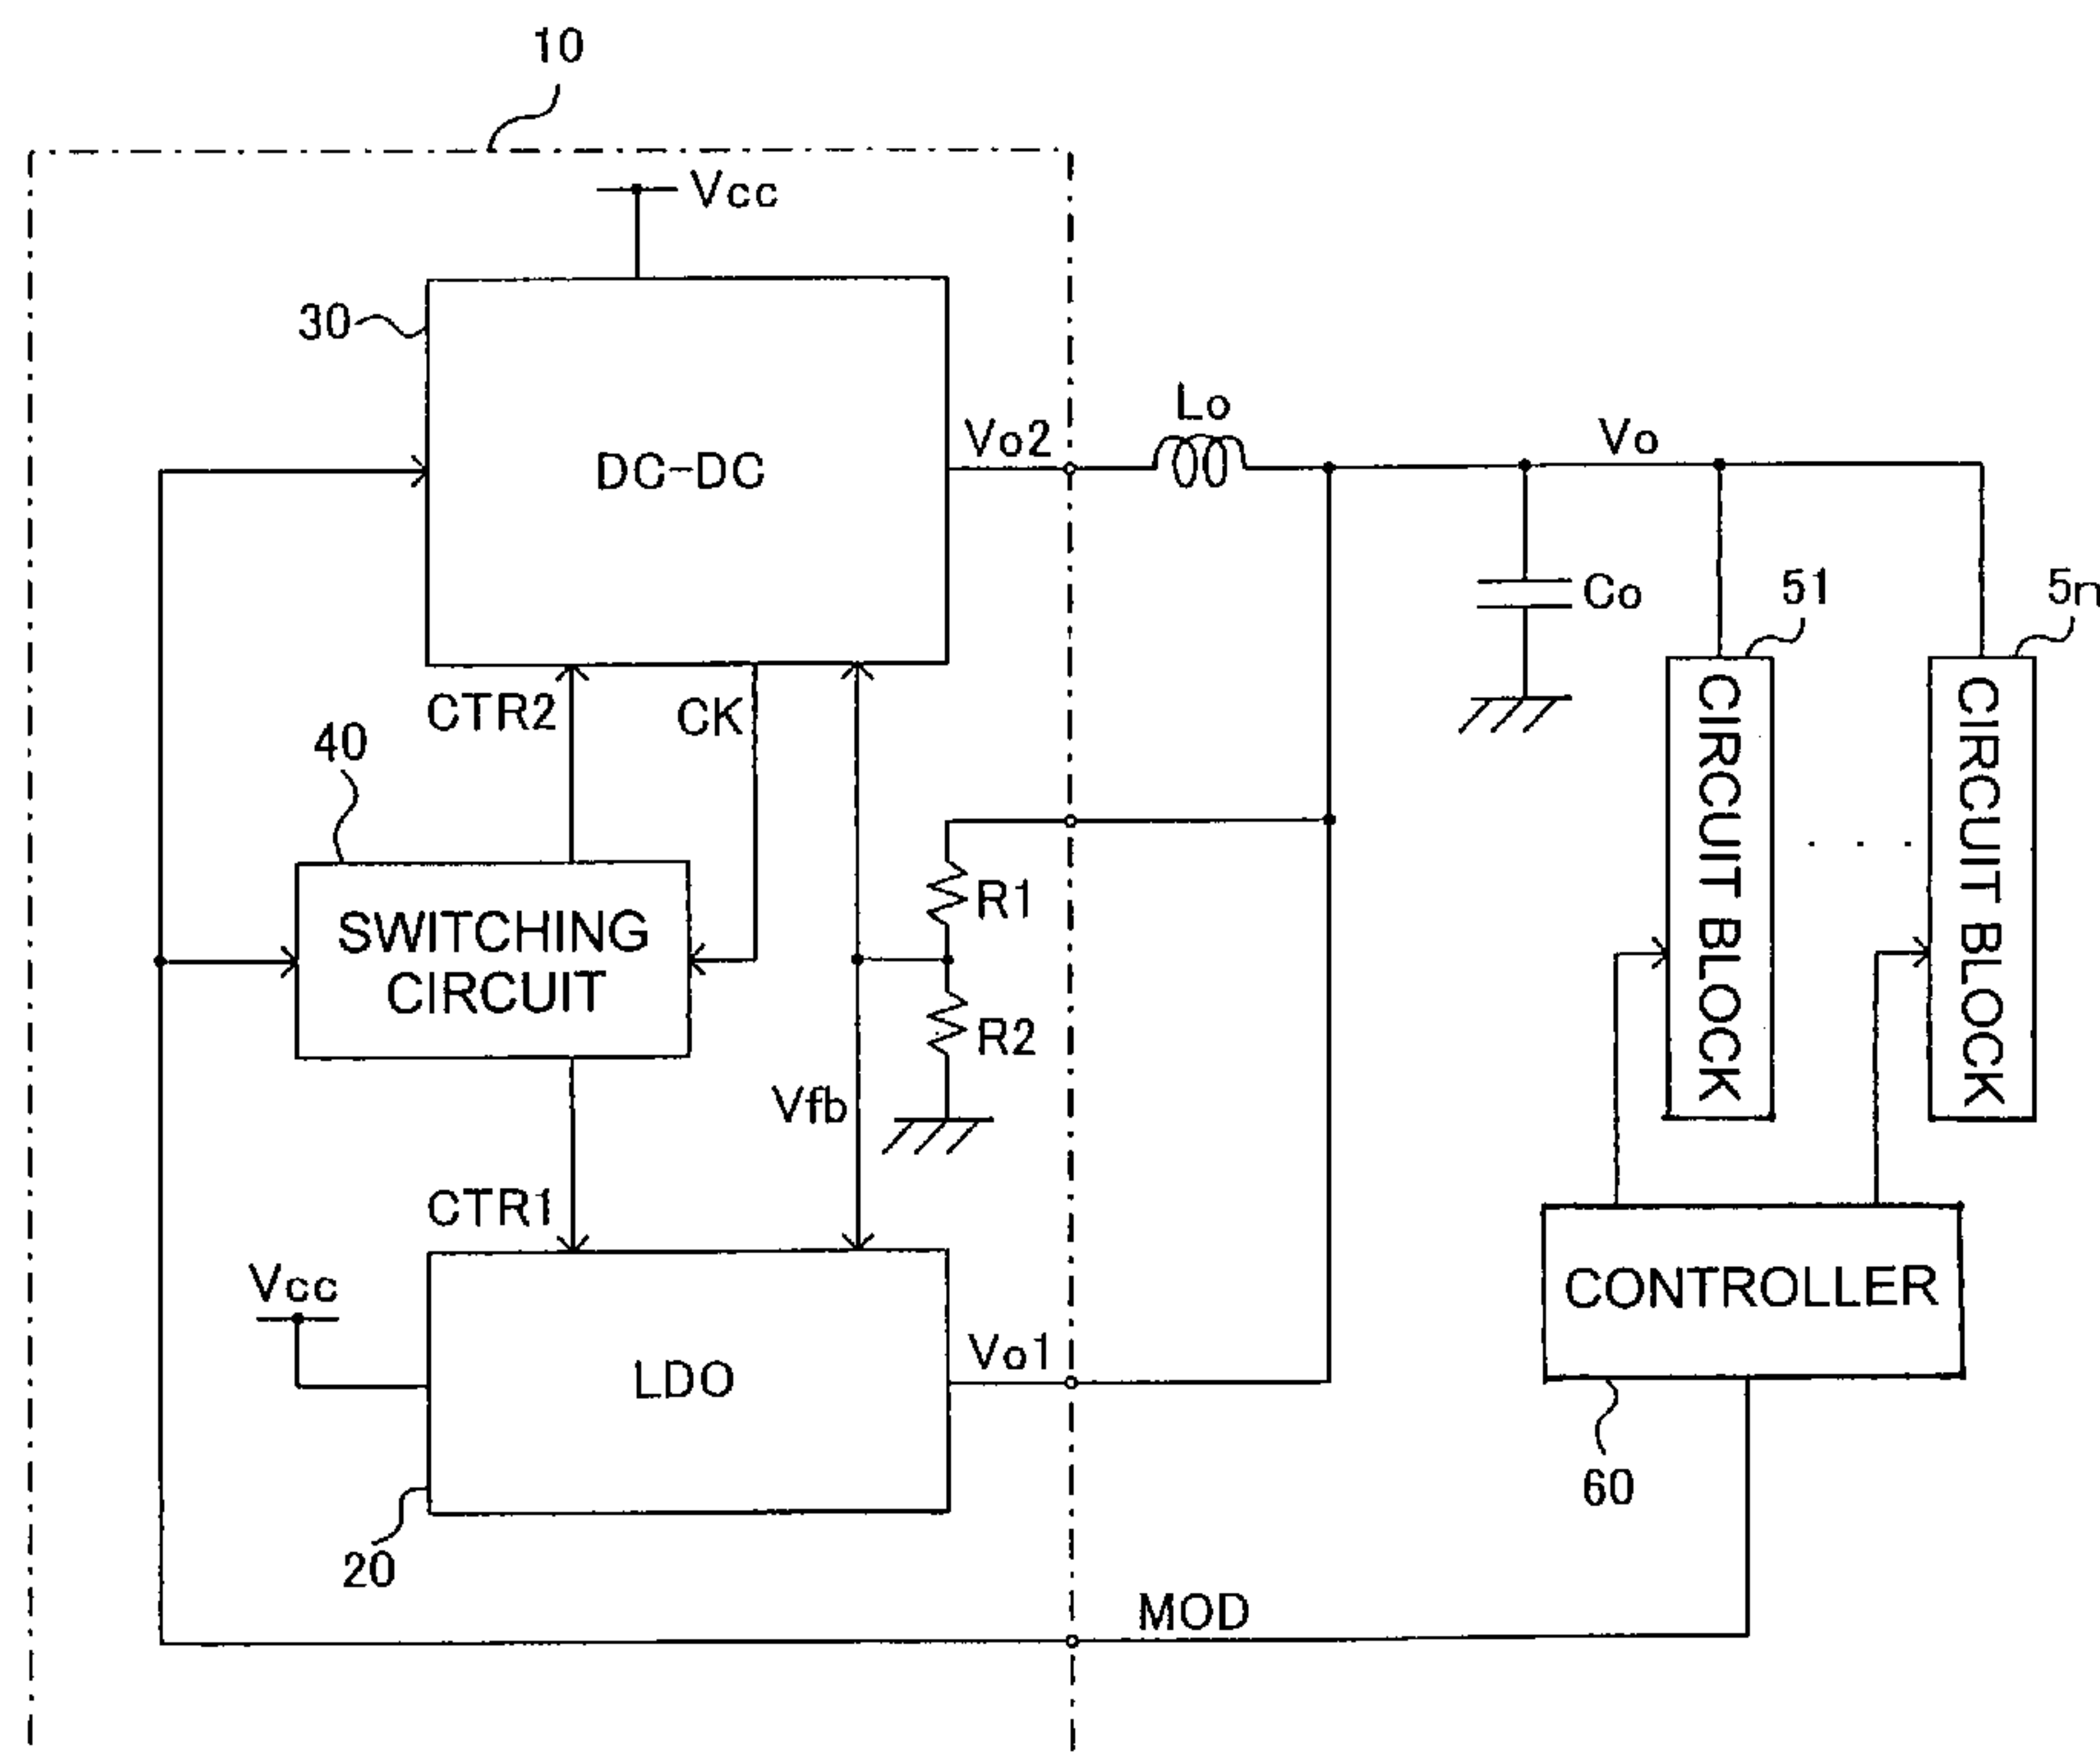 10
Vcc
30
DC-DC
Vo2
Lo
Vo
Co
51
5n
CTR2
CK
40
SWITCHING
CIRCUIT
R1
R2
Vfb
CIRCUIT BLOCK
. . .
CIRCUIT BLOCK
CTR1
Vcc
LDO
Vo1
CONTROLLER
60
20
MOD